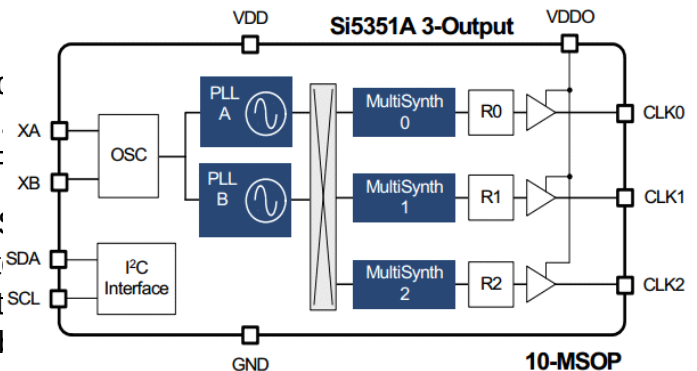 VDD
Si5351A 3-Output
VDDO
XA
XB
OSC
PLL
A
PLL
B
MultiSynth
0
R0
CLK0
MultiSynth
1
R1
CLK1
MultiSynth
2
R2
CLK2
SDA
SCL
I²C
Interface
GND
10-MSOP